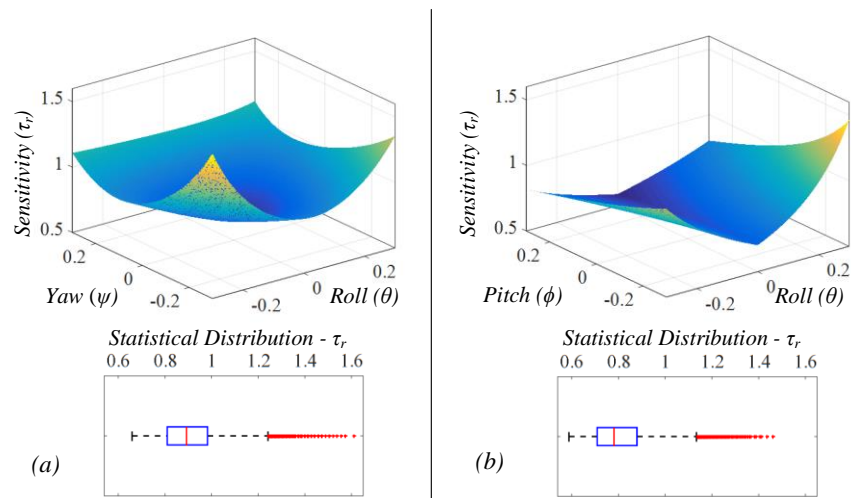 1.5
1
0.5
Sensitivity (τr)
0.2
0
-0.2
Yaw (ψ)
-0.2
0
0.2
Roll (θ)
Statistical Distribution - τr
0.6 0.8 1 1.2 1.4 1.6
(a)
1.5
1
0.5
Sensitivity (τr)
0.2
0
-0.2
Pitch (ϕ)
-0.2
0
0.2
Roll (θ)
Statistical Distribution - τr
0.6 0.8 1 1.2 1.4 1.6
(b)